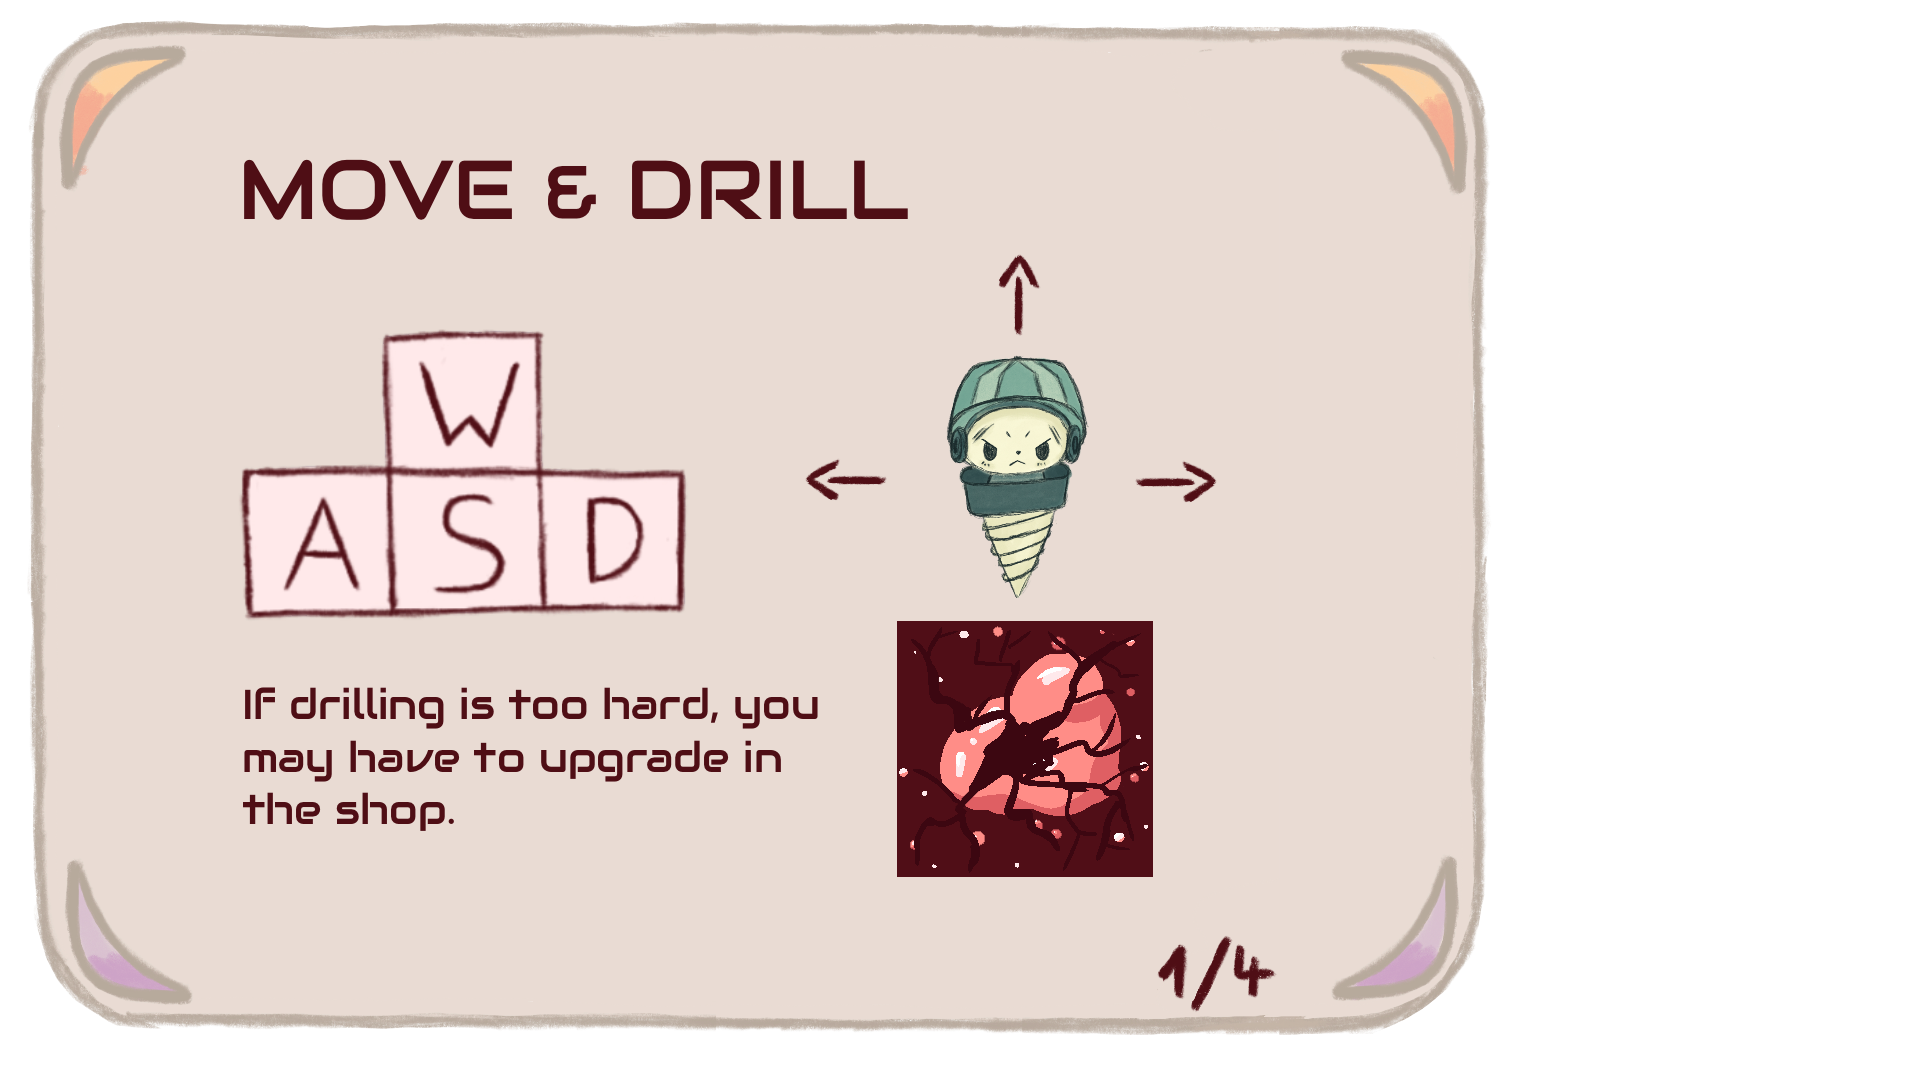 MOVE & DRILL
W
A S D
If drilling is too hard, you
may have to upgrade in
the shop.
1/4